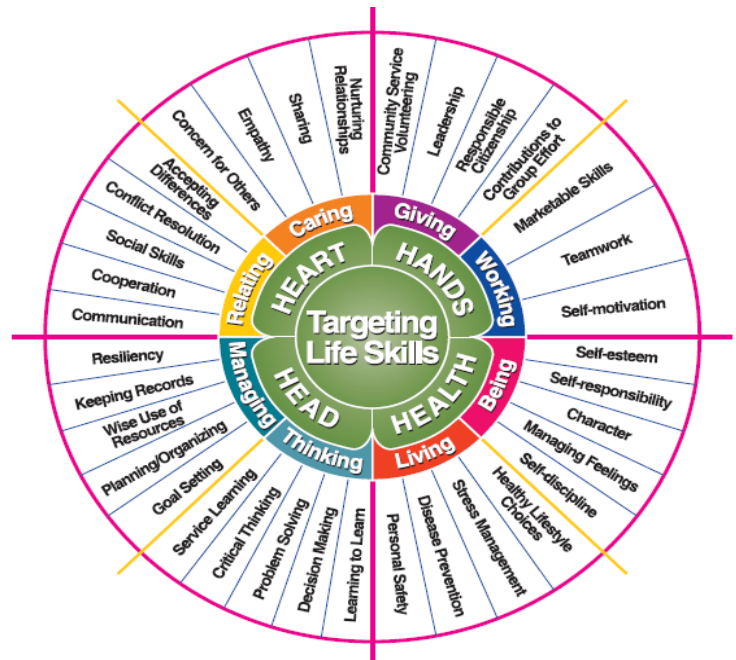 Targeting
Life Skills
HEART
HANDS
HEALTH
HEAD
Caring
Giving
Working
Being
Living
Thinking
Managing
Relating
Nurturing
Relationships
Sharing
Empathy
Concern for Others
Accepting
Differences
Conflict Resolution
Social Skills
Cooperation
Communication
Community Service
Volunteering
Leadership
Responsible
Citizenship
Contributions to
Group Effort
Marketable Skills
Teamwork
Self-motivation
Self-esteem
Self-responsibility
Character
Managing Feelings
Self-discipline
Healthy Lifestyle
Choices
Stress Management
Disease Prevention
Personal Safety
Learning to Learn
Decision Making
Problem Solving
Critical Thinking
Service Learning
Goal Setting
Planning/Organizing
Wise Use of
Resources
Keeping Records
Resiliency